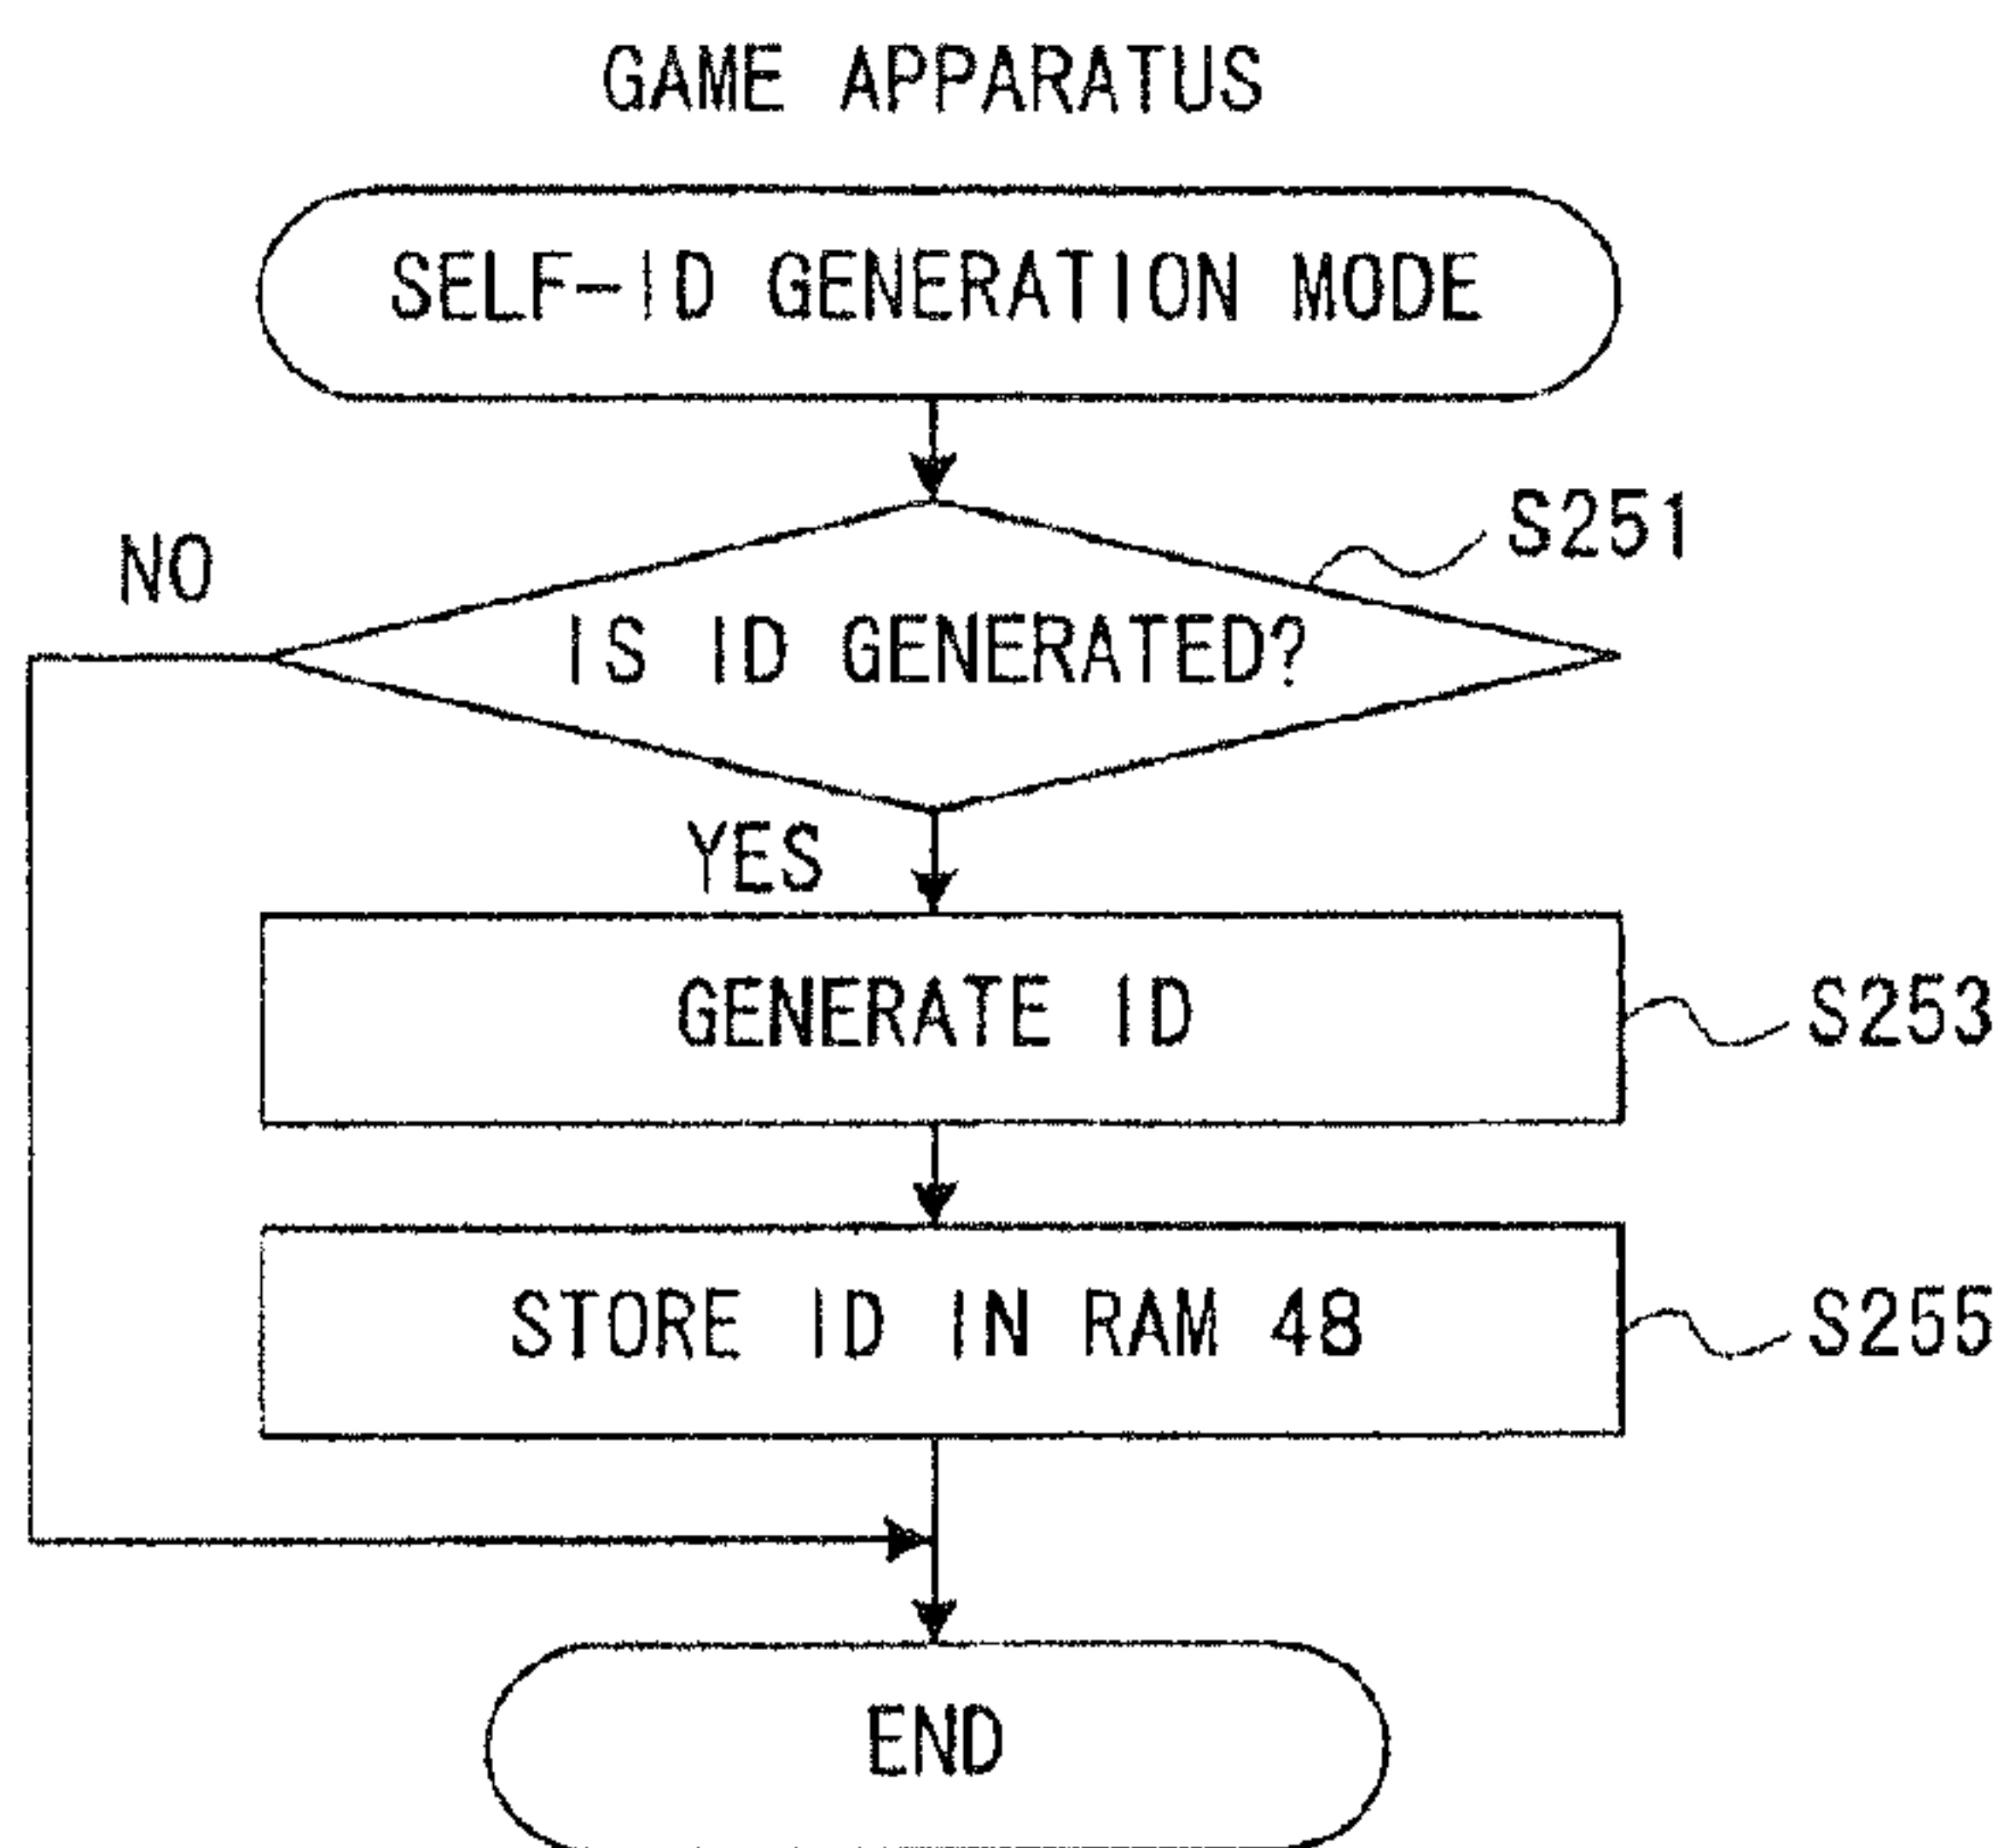 GAME APPARATUS
SELF-ID GENERATION MODE
S251
NO
IS ID GENERATED?
YES
GENERATE ID
S253
STORE ID IN RAM 48
S255
END